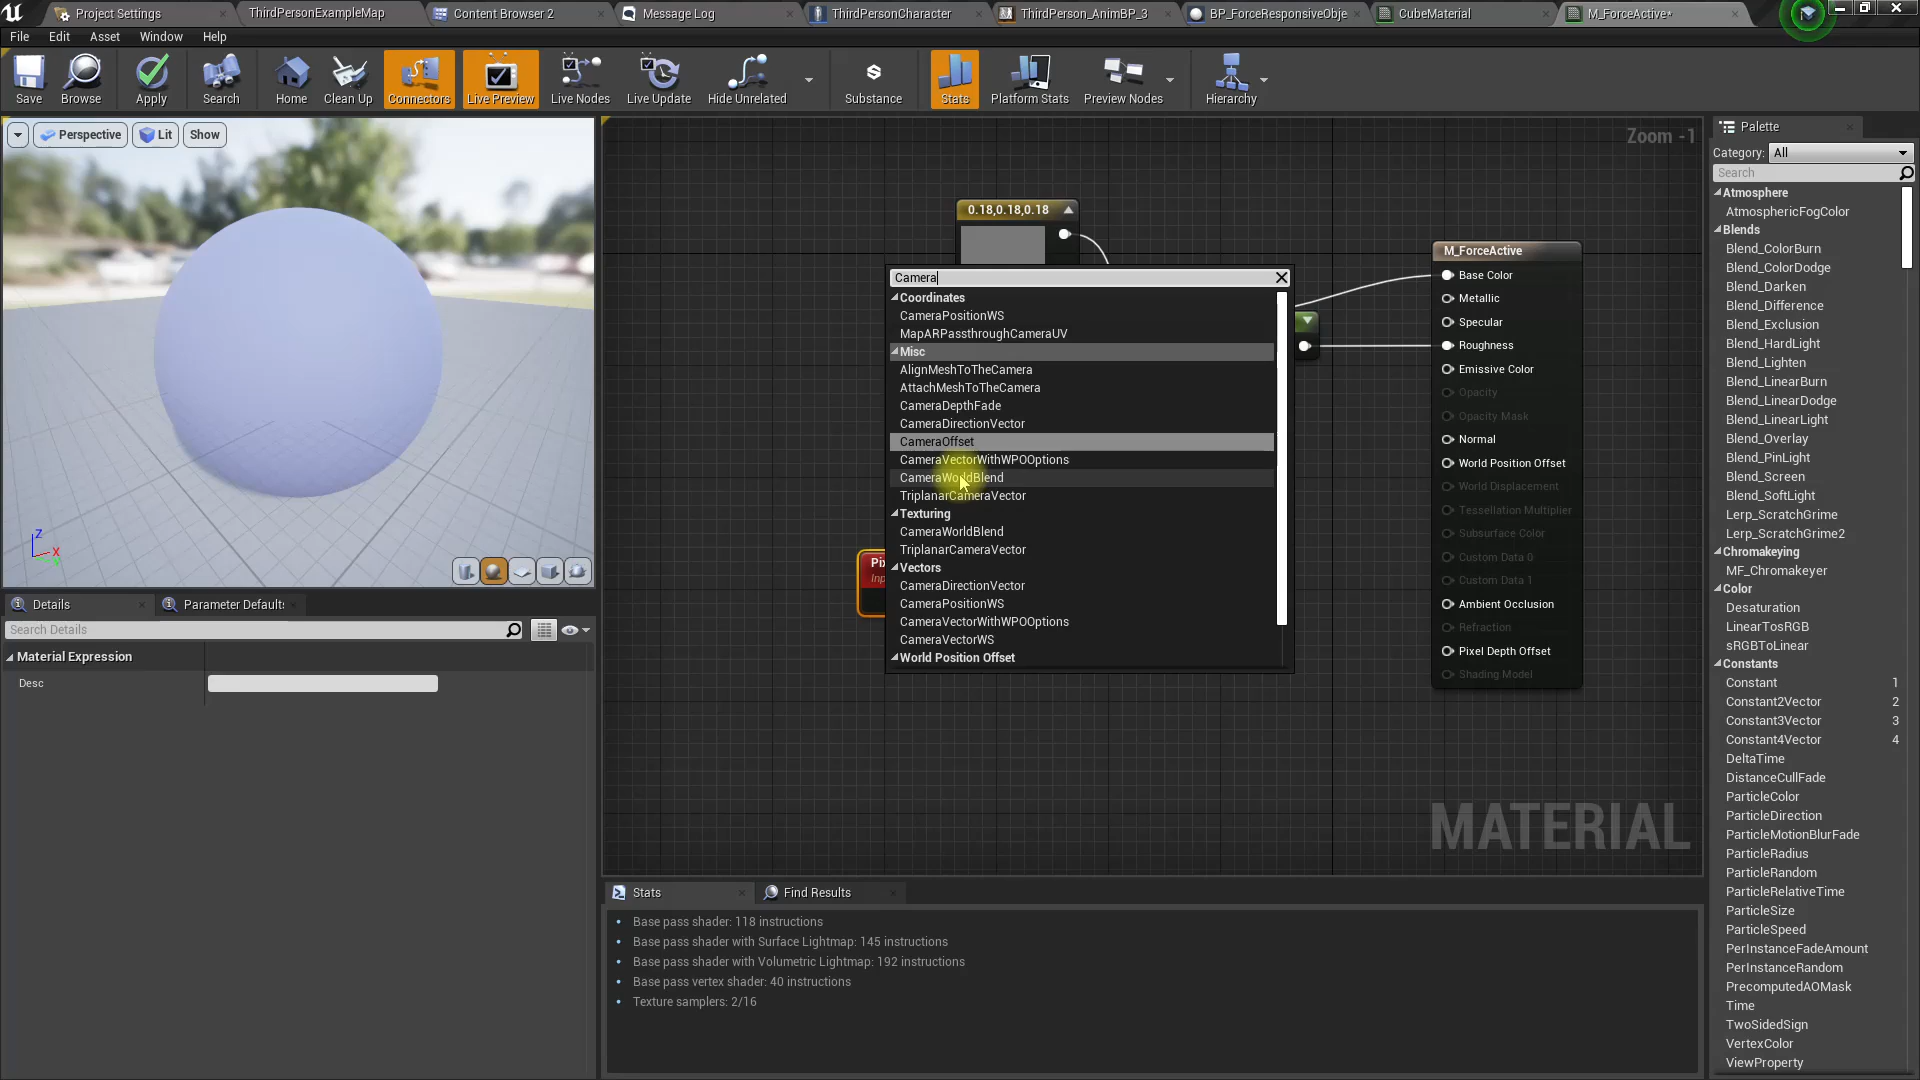 Project Settings
ThirdPersonExampleMap
Content Browser 2
Message Log
ThirdPersonCharacter
ThirdPerson_AnimBP_3
BP_ForceResponsiveObje
CubeMaterial
M_ForceActive*
File Edit Asset Window Help
Save
Browse
Apply
Search
Home
Clean Up
Connectors
Live Preview
Live Nodes
Live Update
Hide Unrelated
Substance
Stats
Platform Stats
Preview Nodes
Hierarchy
Perspective
Lit
Show
Z
X
Y
Details
Parameter Default
Search Details
Material Expression
Desc
Zoom -1
0.18,0.18,0.18
Camera
Coordinates
CameraPositionWS
MapARPassthroughCameraUV
Misc
AlignMeshToTheCamera
AttachMeshToTheCamera
CameraDepthFade
CameraDirectionVector
CameraOffset
CameraVectorWithWPOOptions
CameraWorldBlend
TriplanarCameraVector
Texturing
CameraWorldBlend
TriplanarCameraVector
Vectors
CameraDirectionVector
CameraPositionWS
CameraVectorWithWPOOptions
CameraVectorWS
World Position Offset
Pix
Inp
M_ForceActive
Base Color
Metallic
Specular
Roughness
Emissive Color
Opacity
Opacity Mask
Normal
World Position Offset
World Displacement
Tessellation Multiplier
Subsurface Color
Custom Data 0
Custom Data 1
Ambient Occlusion
Refraction
Pixel Depth Offset
Shading Model
MATERIAL
Stats
Find Results
• Base pass shader: 118 instructions
• Base pass shader with Surface Lightmap: 145 instructions
• Base pass shader with Volumetric Lightmap: 192 instructions
• Base pass vertex shader: 40 instructions
• Texture samplers: 2/16
Palette
Category: All
Search
Atmosphere
AtmosphericFogColor
Blends
Blend_ColorBurn
Blend_ColorDodge
Blend_Darken
Blend_Difference
Blend_Exclusion
Blend_HardLight
Blend_Lighten
Blend_LinearBurn
Blend_LinearDodge
Blend_LinearLight
Blend_Overlay
Blend_PinLight
Blend_Screen
Blend_SoftLight
Lerp_ScratchGrime
Lerp_ScratchGrime2
Chromakeying
MF_Chromakeyer
Color
Desaturation
LinearTosRGB
sRGBToLinear
Constants
Constant 1
Constant2Vector 2
Constant3Vector 3
Constant4Vector 4
DeltaTime
DistanceCullFade
ParticleColor
ParticleDirection
ParticleMotionBlurFade
ParticleRadius
ParticleRandom
ParticleRelativeTime
ParticleSize
ParticleSpeed
PerInstanceFadeAmount
PerInstanceRandom
PrecomputedAOMask
Time
TwoSidedSign
VertexColor
ViewProperty